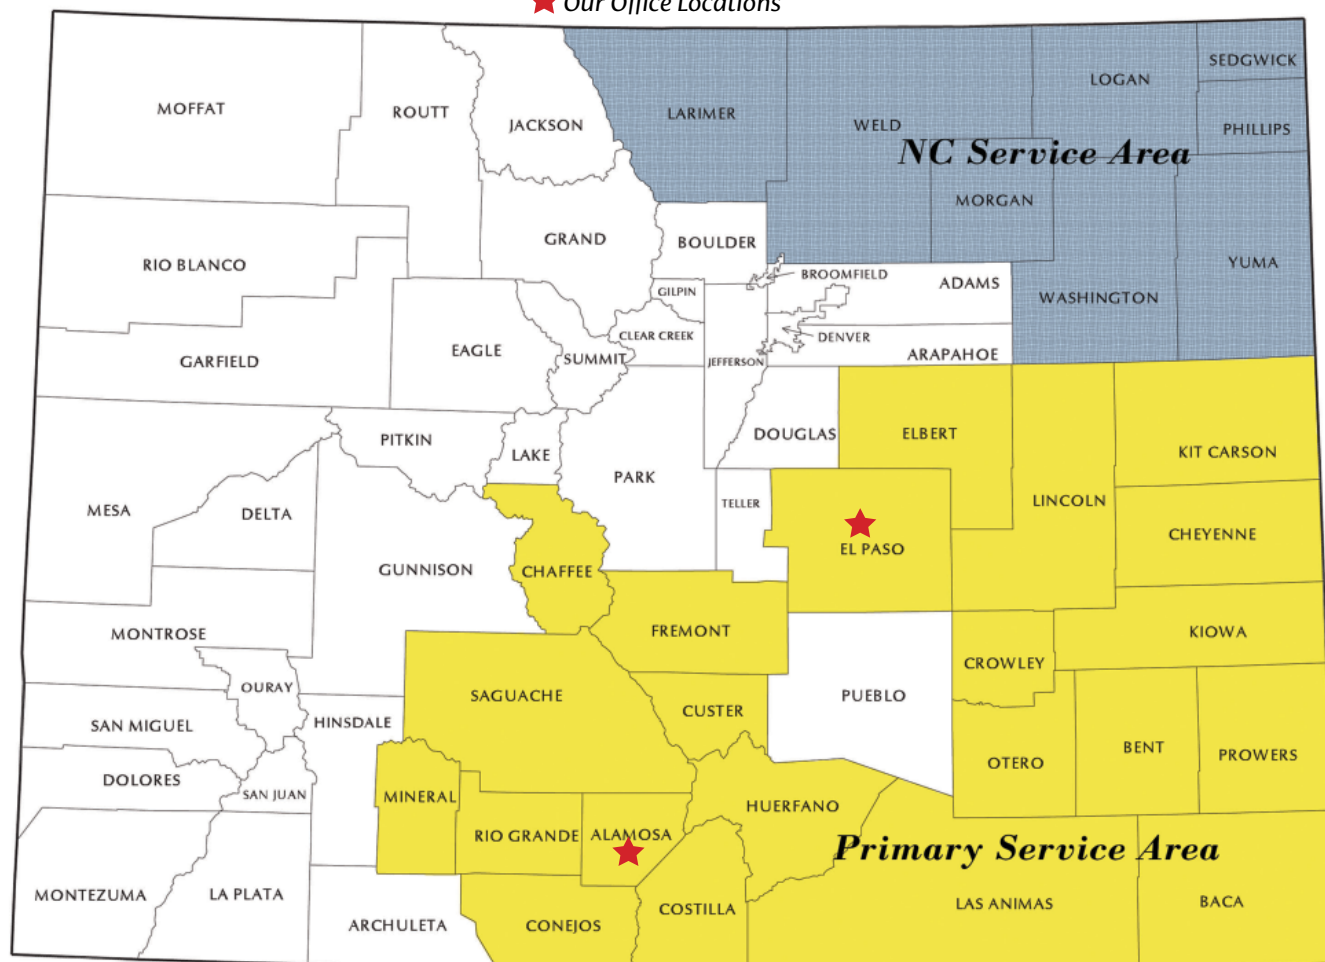 Our Office Locations
SEDGWICK
LOGAN
MOFFAT
ROUTT
LARIMER
JACKSON
WELD
PHILLIPS
NC Service Area
MORGAN
GRAND
BOULDER
RIO BLANCO
YUMA
BROOMFIELD
ADAMS
GILPIN
WASHINGTON
CLEAR CREEK
DENVER
EAGLE
SUMMIT
ARAPAHOE
GARFIELD
JEFFERSON
DOUGLAS
ELBERT
PITKIN
LAKE
KIT CARSON
PARK
TELLER
LINCOLN
MESA
DELTA
CHEYENNE
EL PASO
GUNNISON
CHAFFEE
MONTROSE
FREMONT
KIOWA
CROWLEY
OURAY
SAGUACHE
PUEBLO
CUSTER
SAN MIGUEL
HINSDALE
BENT
PROWERS
OTERO
DOLORES
SAN JUAN
MINERAL
HUERFANO
RIO GRANDE
ALAMOSA
Primary Service Area
MONTEZUMA
LA PLATA
COSTILLA
LAS ANIMAS
BACA
ARCHULETA
CONEJOS